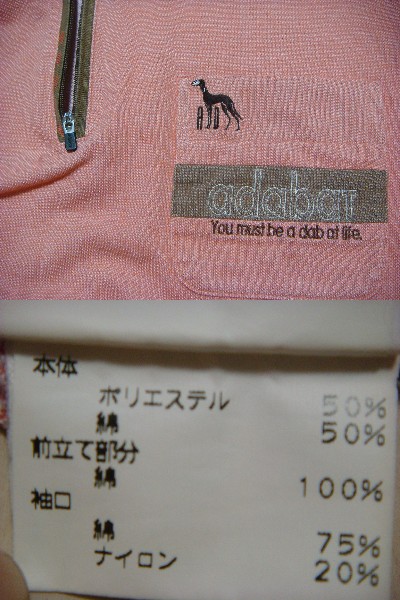 A D
adabat
You must be a dab at life.
本体
ポリエステル 50%
綿 50%
前立て部分
綿 100%
袖口
綿 75%
ナイロン 20%